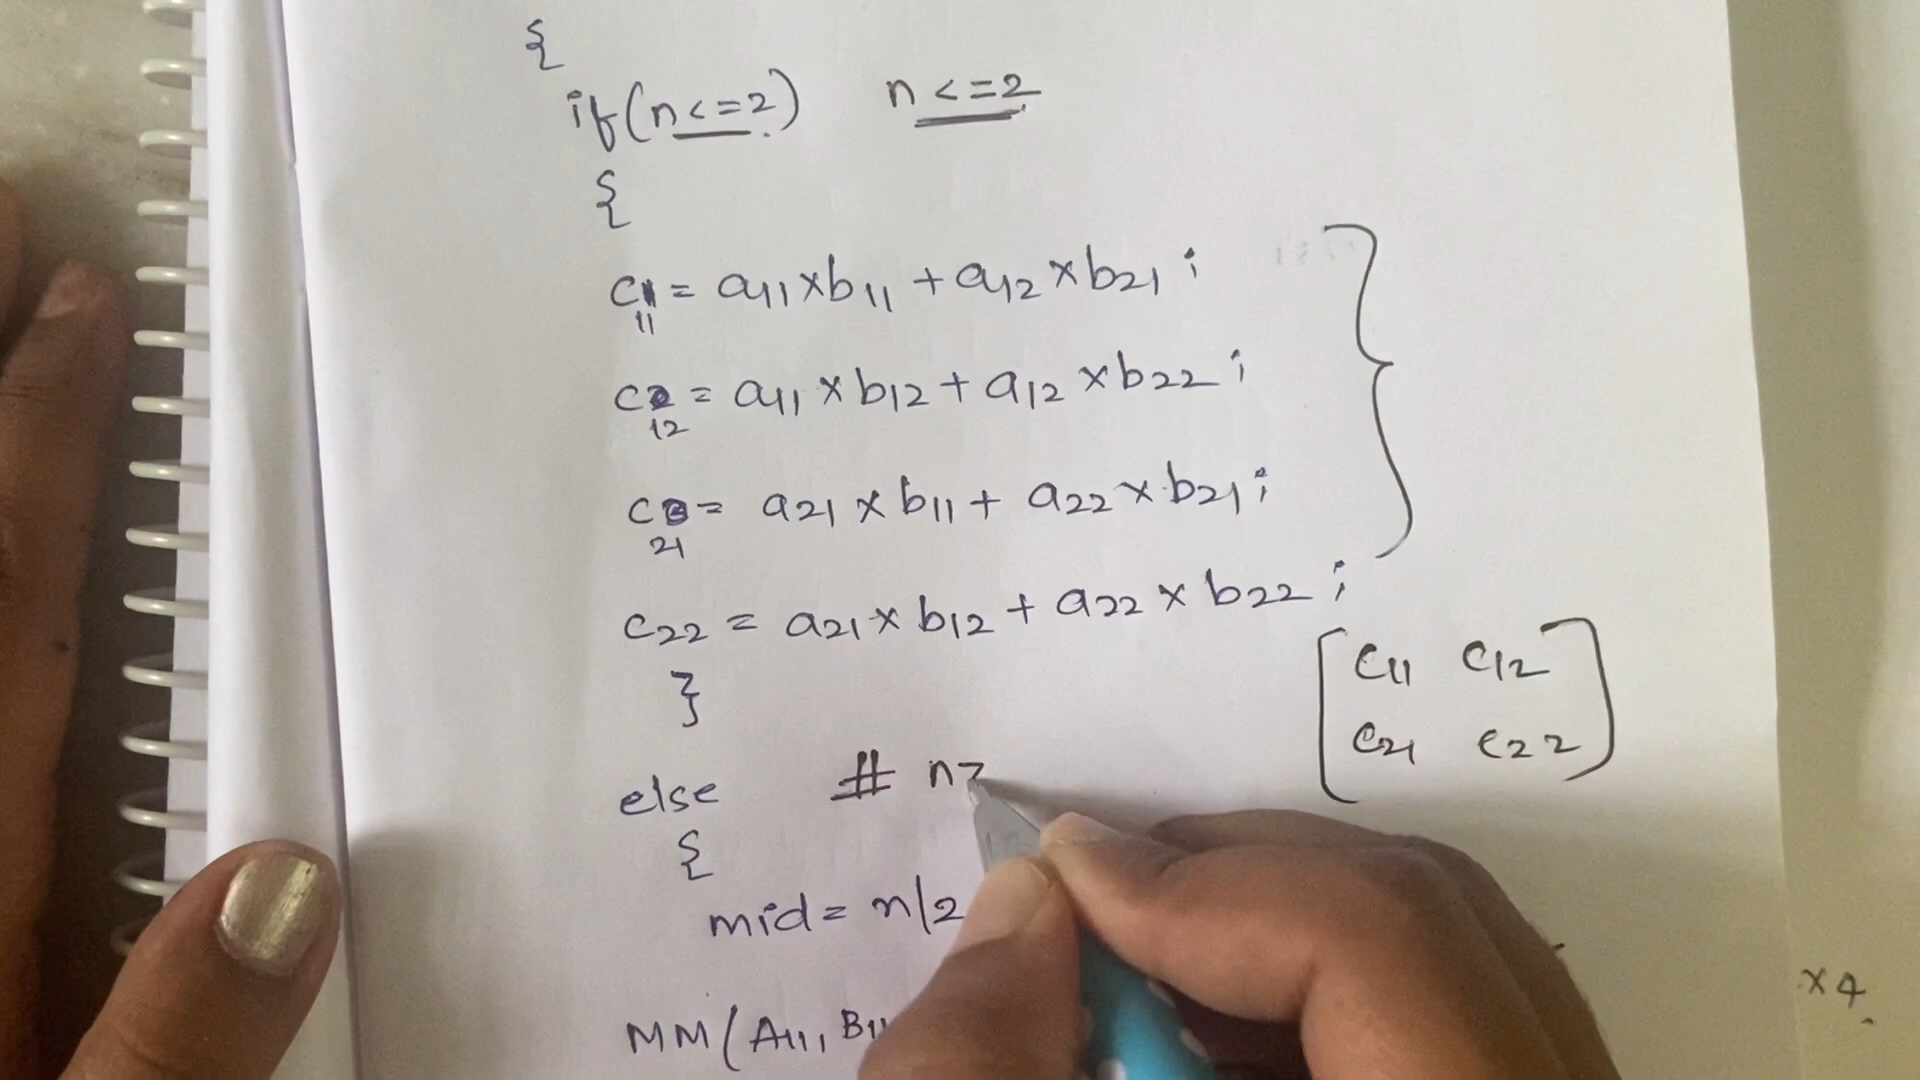 {
if(n<=2) n<=2
{
c11 = a11×b11 + a12×b21;
c12 = a11×b12 + a12×b22;
c21 = a21×b11 + a22×b21;
c22 = a21×b12 + a22×b22;
}
c11 c12
c21 c22
else # n>
{
mid = n/2
MM(A11, B11
×4